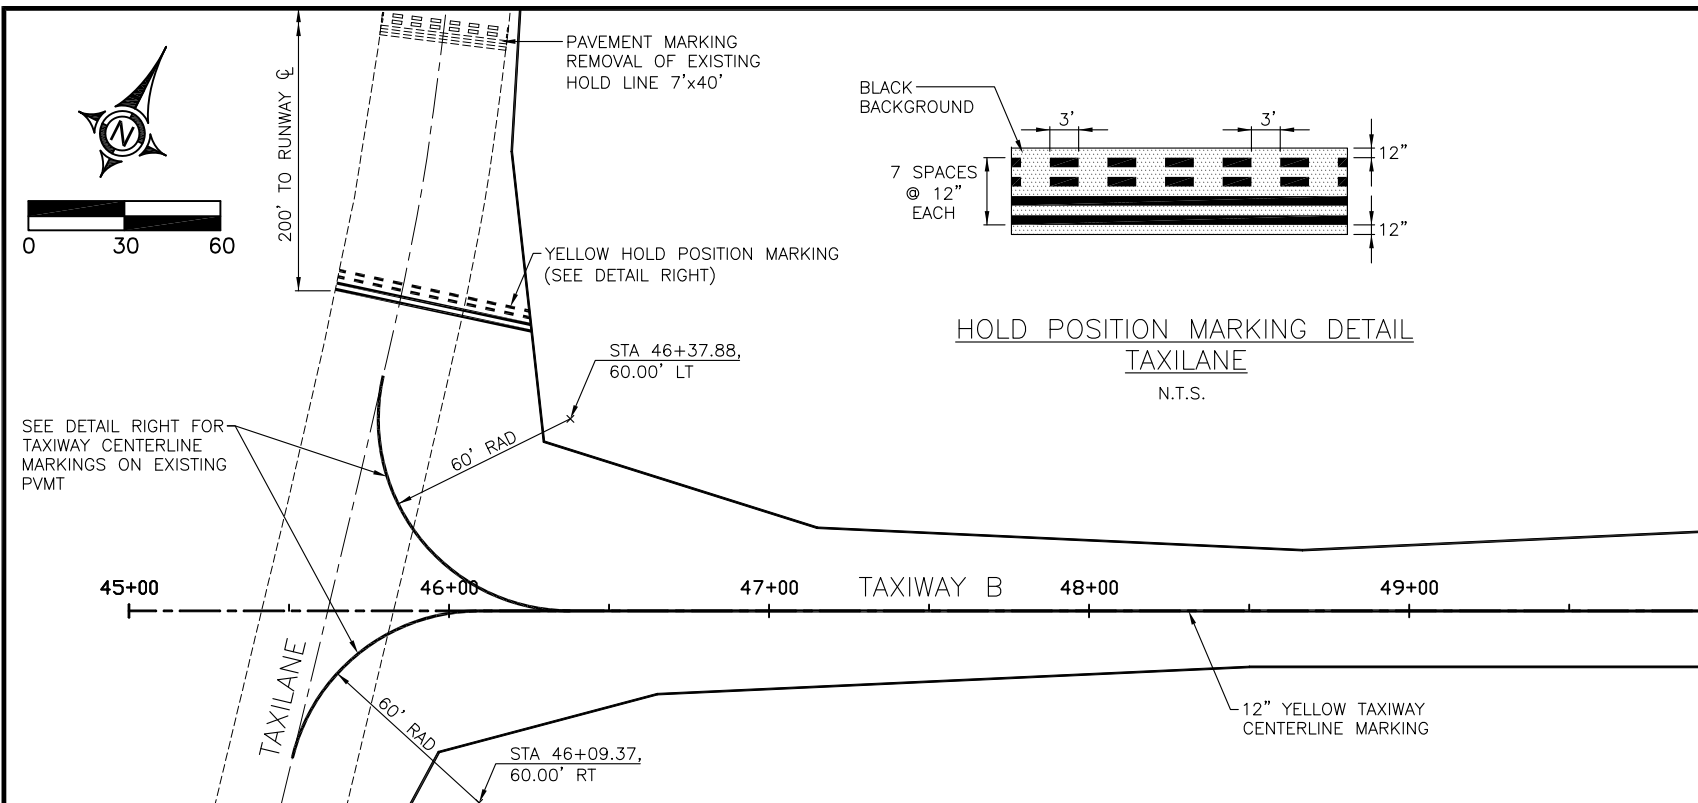 PAVEMENT MARKING
REMOVAL OF EXISTING
HOLD LINE 7'x40'
N
0 30 60
200' TO RUNWAY ℄
YELLOW HOLD POSITION MARKING
(SEE DETAIL RIGHT)
BLACK
BACKGROUND
3' 3'
12"
7 SPACES
@ 12"
EACH
12"
HOLD POSITION MARKING DETAIL
TAXILANE
N.T.S.
STA 46+37.88,
60.00' LT
60' RAD
SEE DETAIL RIGHT FOR
TAXIWAY CENTERLINE
MARKINGS ON EXISTING
PVMT
45+00 46+00 47+00 TAXIWAY B 48+00 49+00
TAXILANE
60' RAD
STA 46+09.37,
60.00' RT
12" YELLOW TAXIWAY
CENTERLINE MARKING